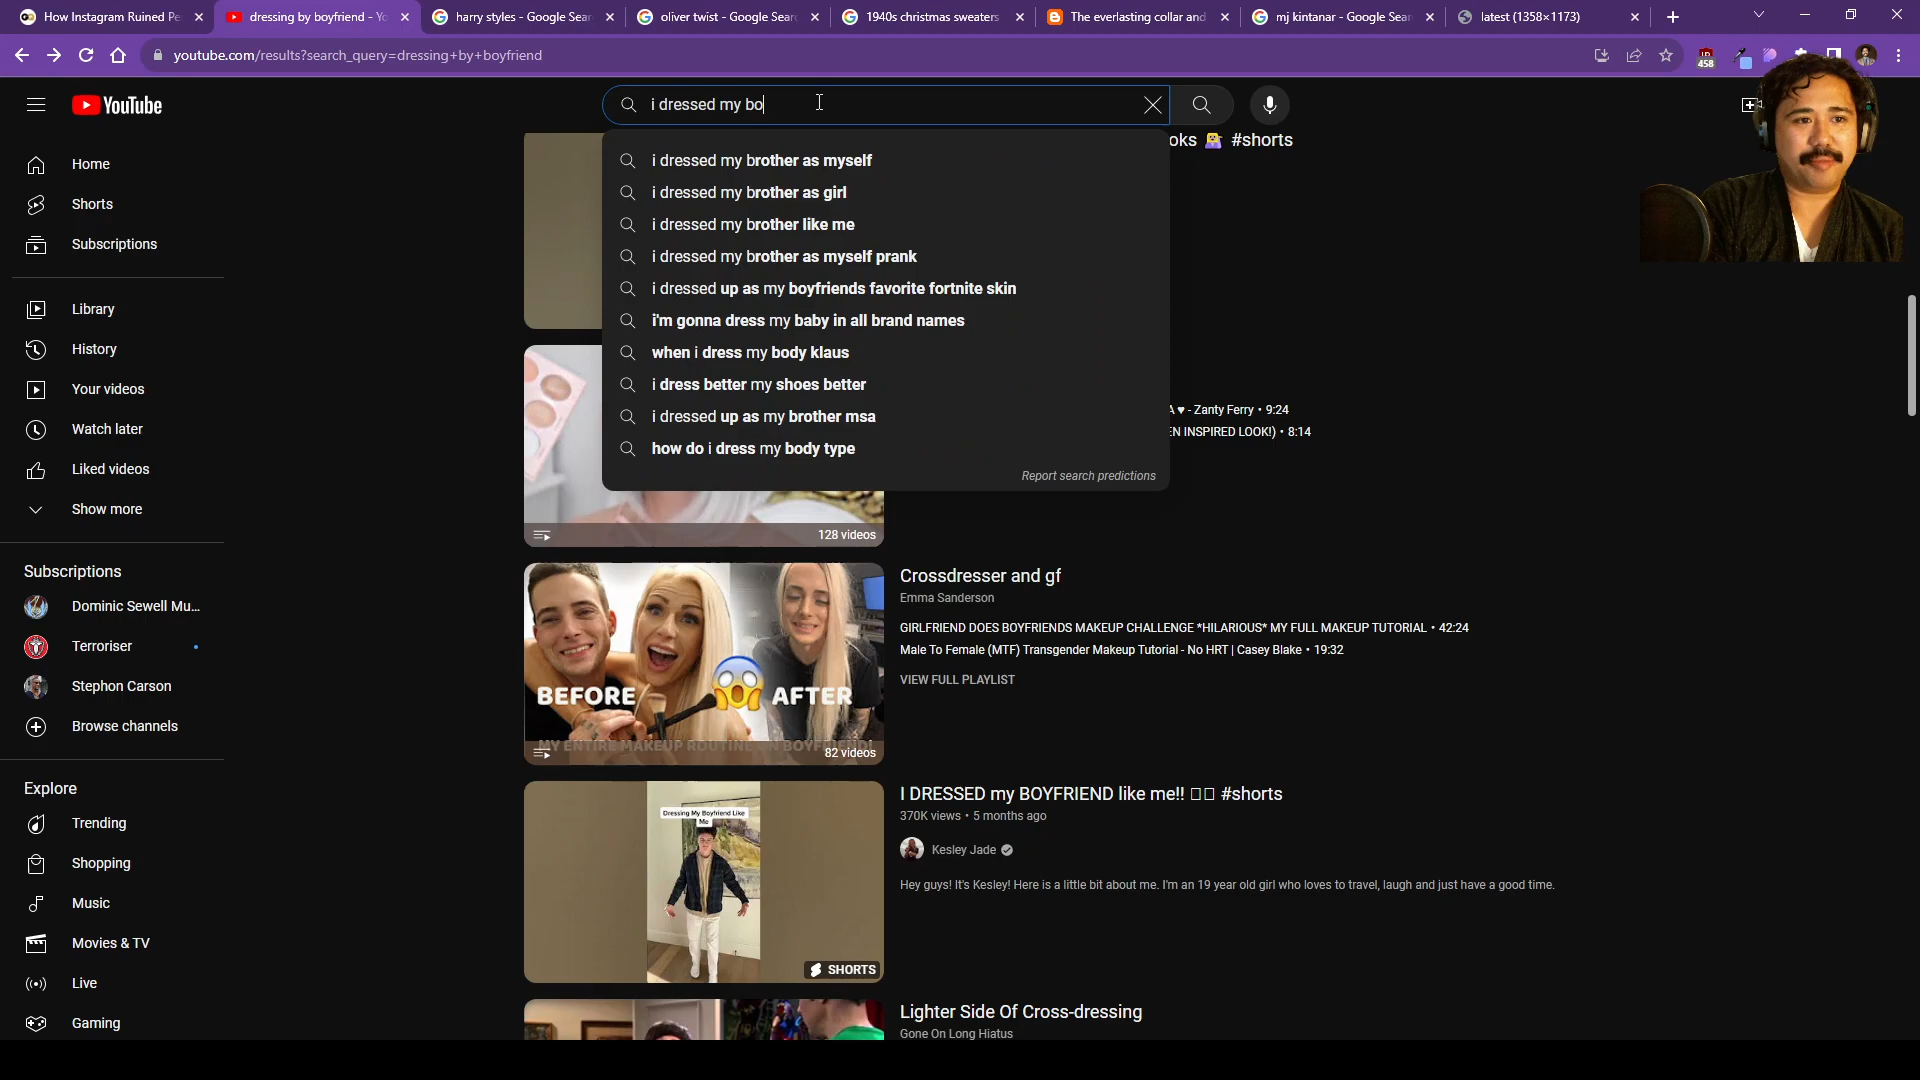 How Instagram Ruined Pe
dressing by boyfriend - Yo
harry styles - Google Sear
oliver twist - Google Searc
1940s christmas sweaters
The everlasting collar and
mj kintanar - Google Sear
latest (1358×1173)
youtube.com/results?search_query=dressing+by+boyfriend
458
YouTube
i dressed my bo
oks 💁 #shorts
i dressed my brother as myself
i dressed my brother as girl
i dressed my brother like me
i dressed my brother as myself prank
i dressed up as my boyfriends favorite fortnite skin
i'm gonna dress my baby in all brand names
when i dress my body klaus
i dress better my shoes better
i dressed up as my brother msa
how do i dress my body type
Report search predictions
Home
Shorts
Subscriptions
Library
History
Your videos
Watch later
Liked videos
Show more
Subscriptions
Dominic Sewell Mu...
Terroriser
Stephon Carson
Browse channels
Explore
Trending
Shopping
Music
Movies & TV
Live
Gaming
A ♥ - Zanty Ferry • 9:24
EN INSPIRED LOOK!) • 8:14
128 videos
BEFORE
AFTER
MY ENTIRE MAKEUP ROUTINE ON BOYFRIEND!
82 videos
Crossdresser and gf
Emma Sanderson
GIRLFRIEND DOES BOYFRIENDS MAKEUP CHALLENGE *HILARIOUS* MY FULL MAKEUP TUTORIAL • 42:24
Male To Female (MTF) Transgender Makeup Tutorial - No HRT | Casey Blake • 19:32
VIEW FULL PLAYLIST
Dressing My Boyfriend Like
Me
SHORTS
I DRESSED my BOYFRIEND like me!! #shorts
370K views • 5 months ago
Kesley Jade
Hey guys! It's Kesley! Here is a little bit about me. I'm an 19 year old girl who loves to travel, laugh and just have a good time.
Lighter Side Of Cross-dressing
Gone On Long Hiatus